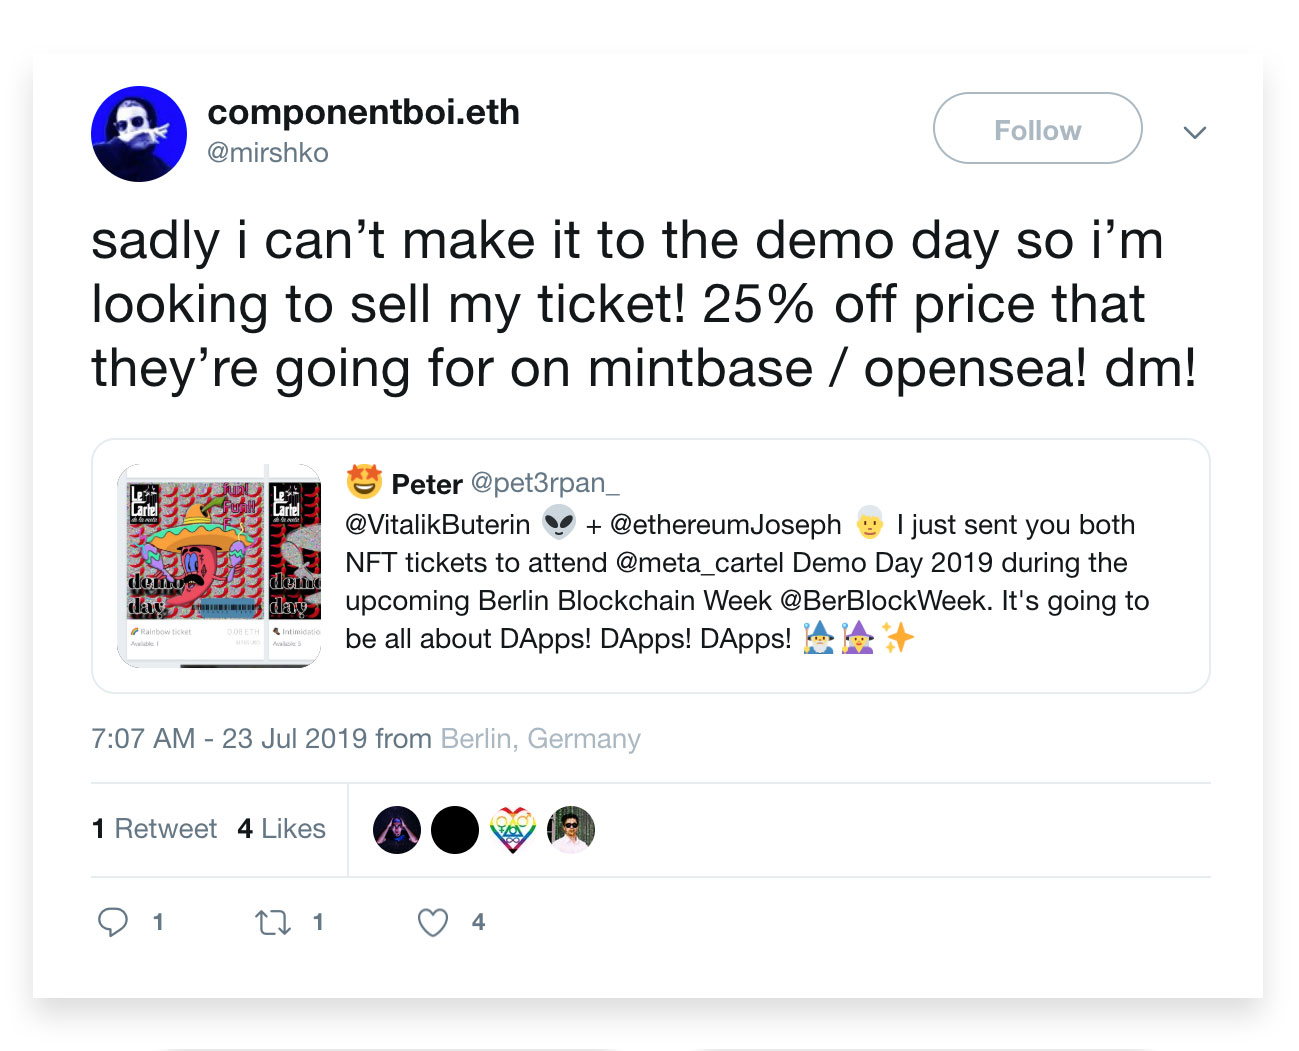 componentboi.eth
@mirshko
Follow
sadly i can’t make it to the demo day so i’m
looking to sell my ticket! 25% off price that
they’re going for on mintbase / opensea! dm!
🤩 Peter @pet3rpan_
@VitalikButerin 👽 + @ethereumJoseph 👨‍🦳 I just sent you both
NFT tickets to attend @meta_cartel Demo Day 2019 during the
upcoming Berlin Blockchain Week @BerBlockWeek. It's going to
be all about DApps! DApps! DApps! 🧙‍♂️🧙‍♀️✨
Cartel
de la meta
demo
day
Rainbow ticket
0.08 ETH
Available: 1
Cartel
demo
day
Intimidatio
Available: 5
7:07 AM - 23 Jul 2019 from Berlin, Germany
1 Retweet 4 Likes
1 1 4